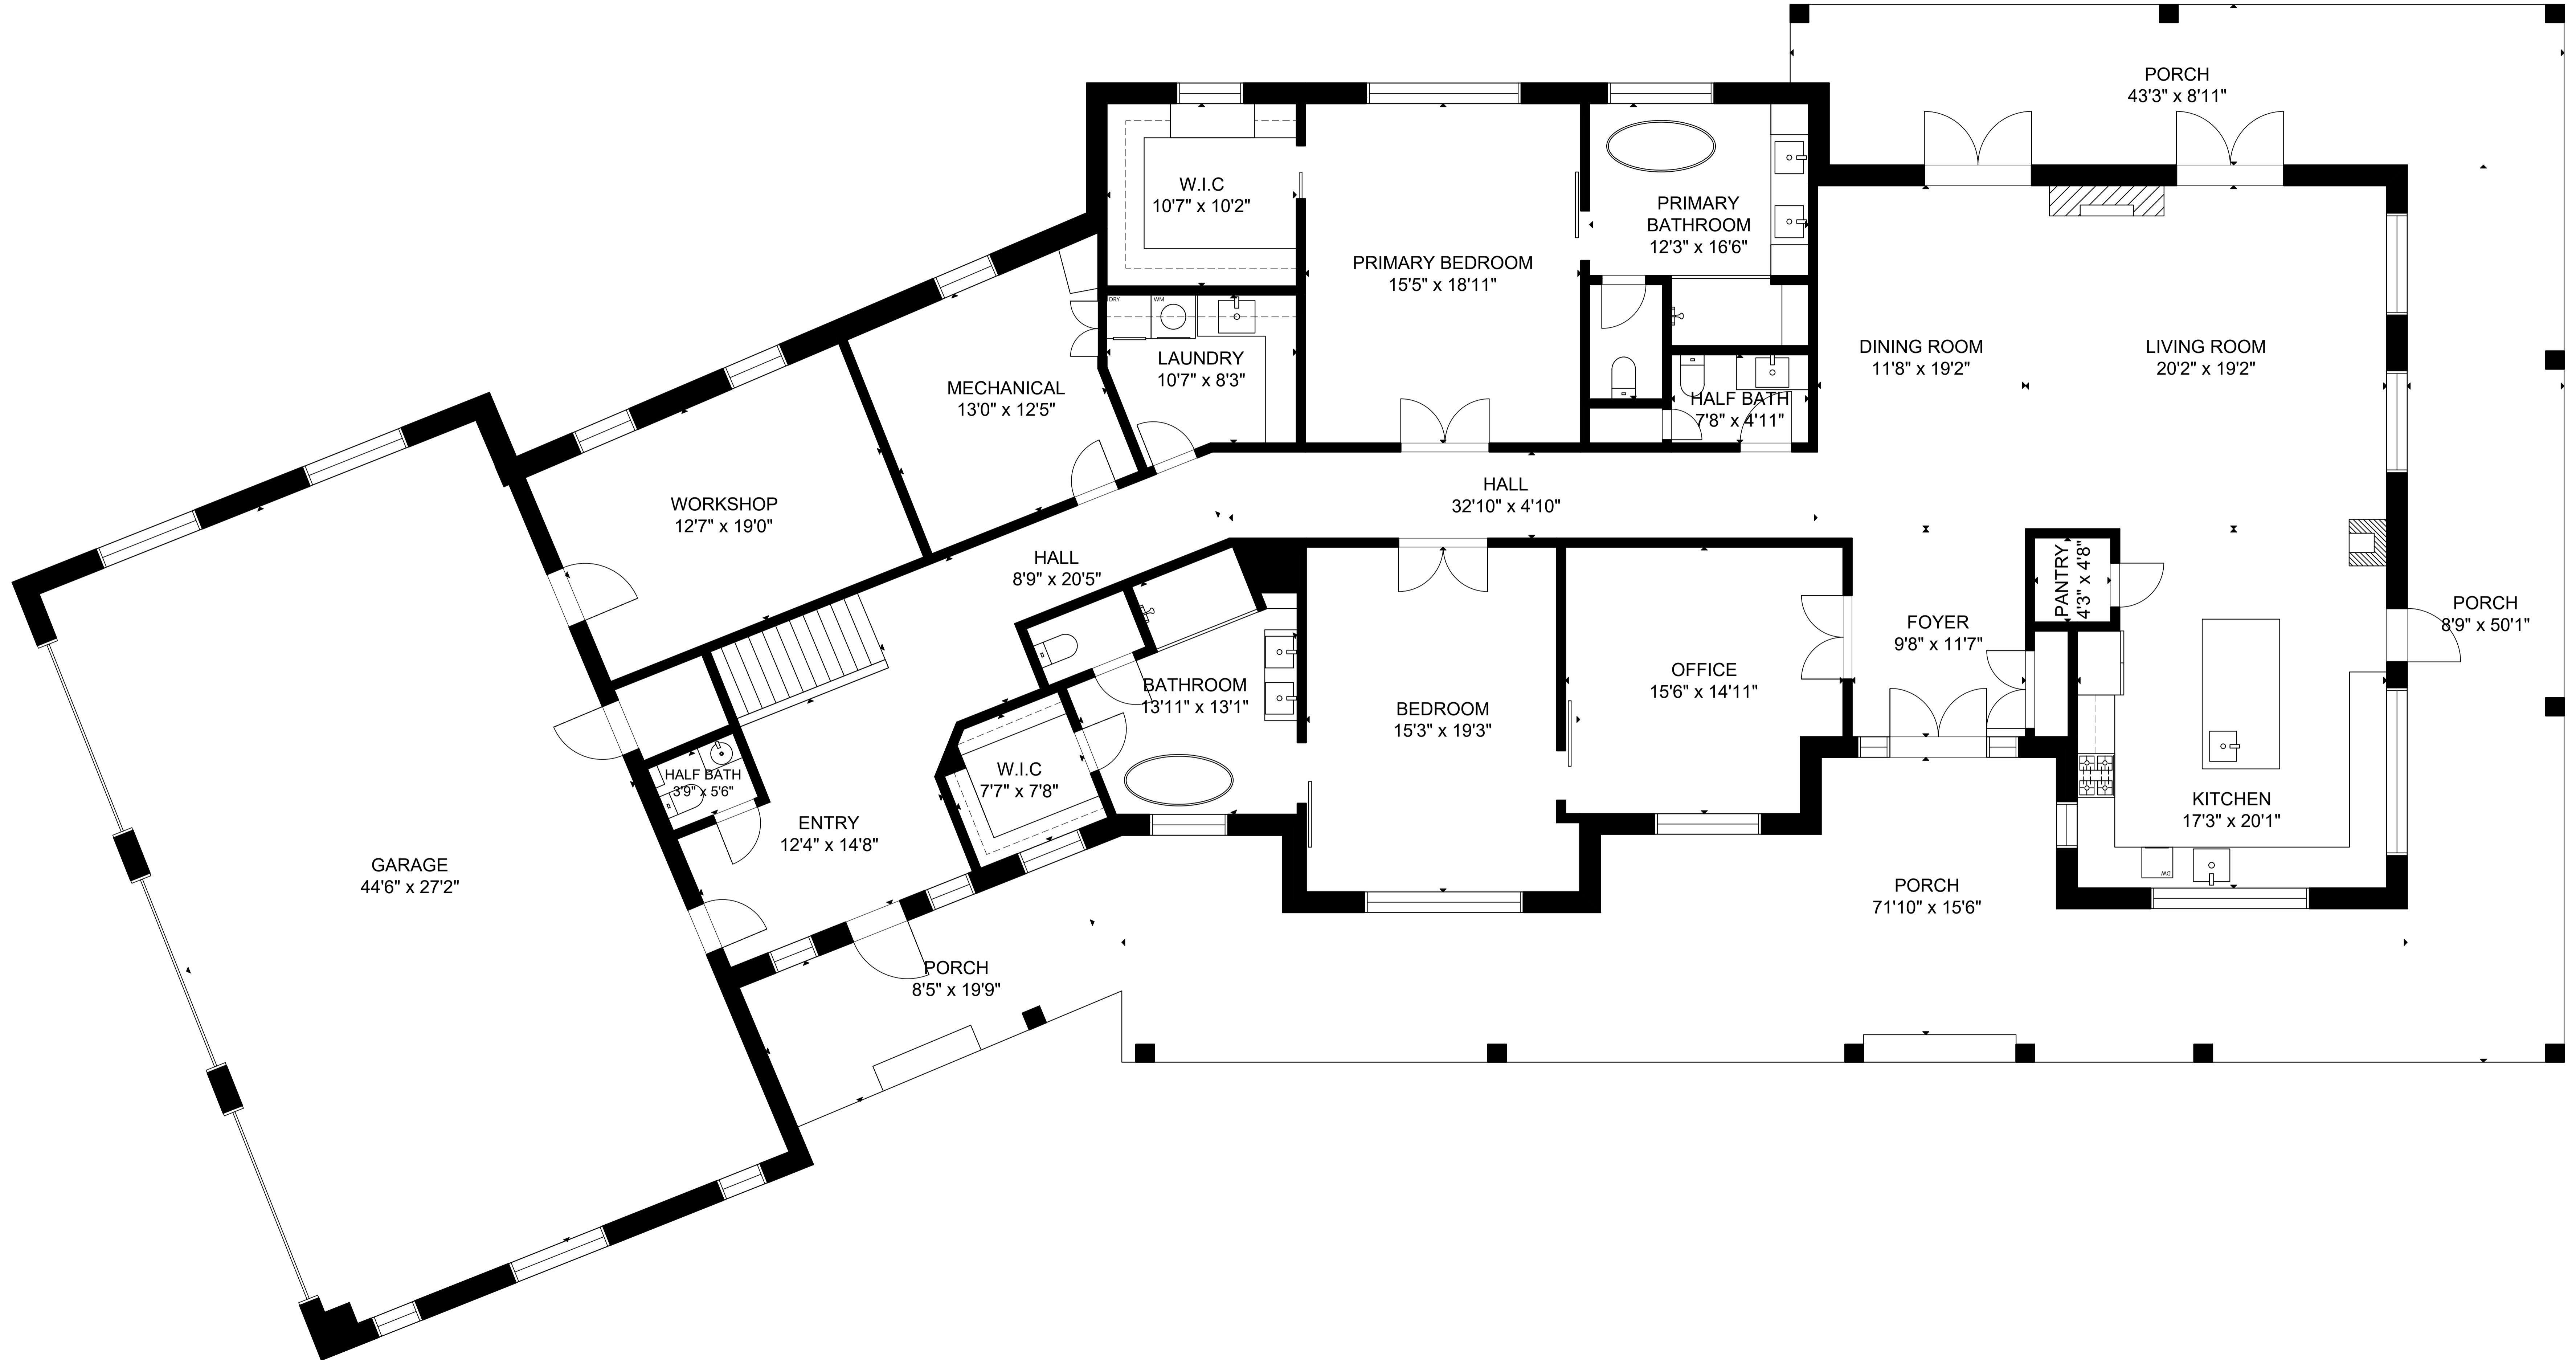 PORCH
43'3" x 8'11"
W.I.C
10'7" x 10'2"
PRIMARY
BATHROOM
12'3" x 16'6"
PRIMARY BEDROOM
15'5" x 18'11"
DRY
WM
LAUNDRY
10'7" x 8'3"
DINING ROOM
11'8" x 19'2"
LIVING ROOM
20'2" x 19'2"
MECHANICAL
13'0" x 12'5"
HALF BATH
7'8" x 4'11"
WORKSHOP
12'7" x 19'0"
HALL
32'10" x 4'10"
HALL
8'9" x 20'5"
PANTRY
4'3" x 4'8"
PORCH
8'9" x 50'1"
FOYER
9'8" x 11'7"
OFFICE
15'6" x 14'11"
BATHROOM
13'11" x 13'1"
BEDROOM
15'3" x 19'3"
W.I.C
7'7" x 7'8"
HALF BATH
3'9" x 5'6"
KITCHEN
17'3" x 20'1"
ENTRY
12'4" x 14'8"
GARAGE
44'6" x 27'2"
DW
PORCH
71'10" x 15'6"
PORCH
8'5" x 19'9"